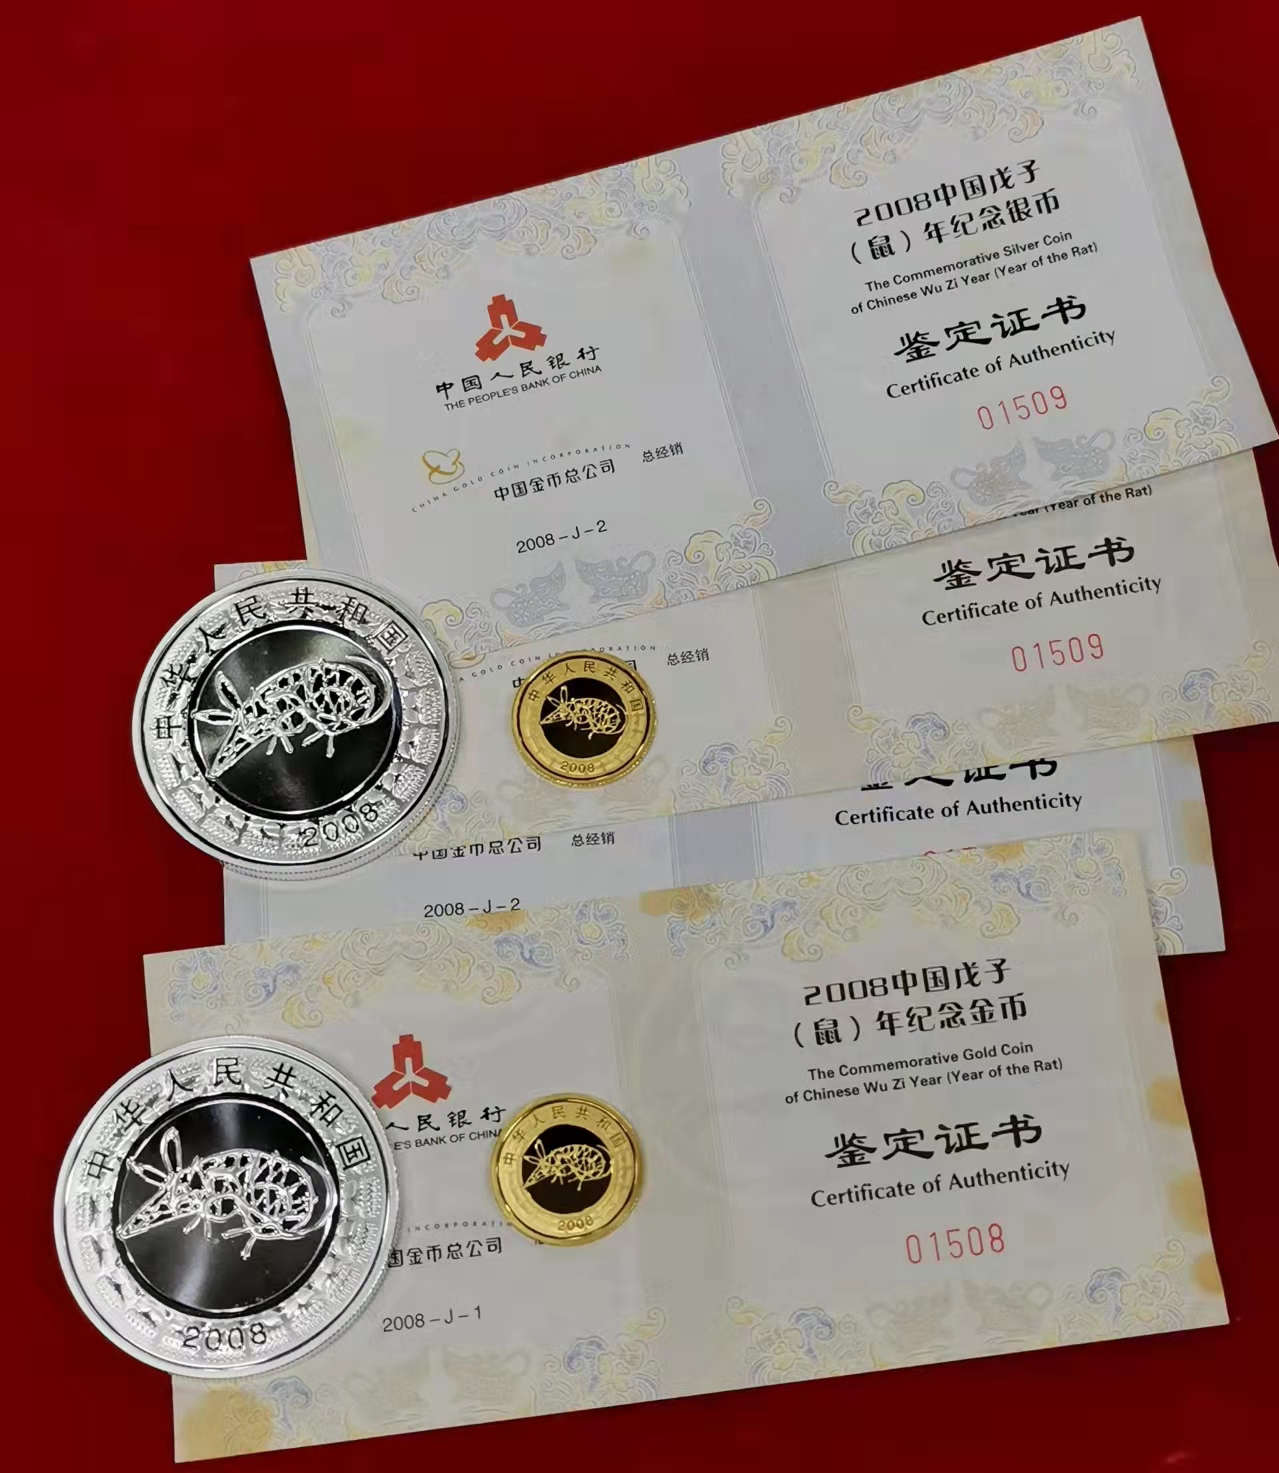 2008中国戊子
(鼠)年纪念银币
The Commemorative Silver Coin
of Chinese Wu Zi Year (Year of the Rat)
鉴定证书
Certificate of Authenticity
01509
中国人民银行
THE PEOPLE'S BANK OF CHINA
CHINA GOLD COIN INCORPORATION
中国金币总公司 总经销
2008-J-2
(Year of the Rat)
鉴定证书
Certificate of Authenticity
01509
总经销
中华人民共和国
2008
中华人民共和国
2008
证书
Certificate of Authenticity
中国金币总公司 总经销
2008-J-2
2008中国戊子
(鼠)年纪念金币
The Commemorative Gold Coin
of Chinese Wu Zi Year (Year of the Rat)
鉴定证书
Certificate of Authenticity
01508
人民银行
E'S BANK OF CHINA
INCORPORATI
国金币总公司
2008-J-1
中华人民共和国
2008
中华人民共和国
2008